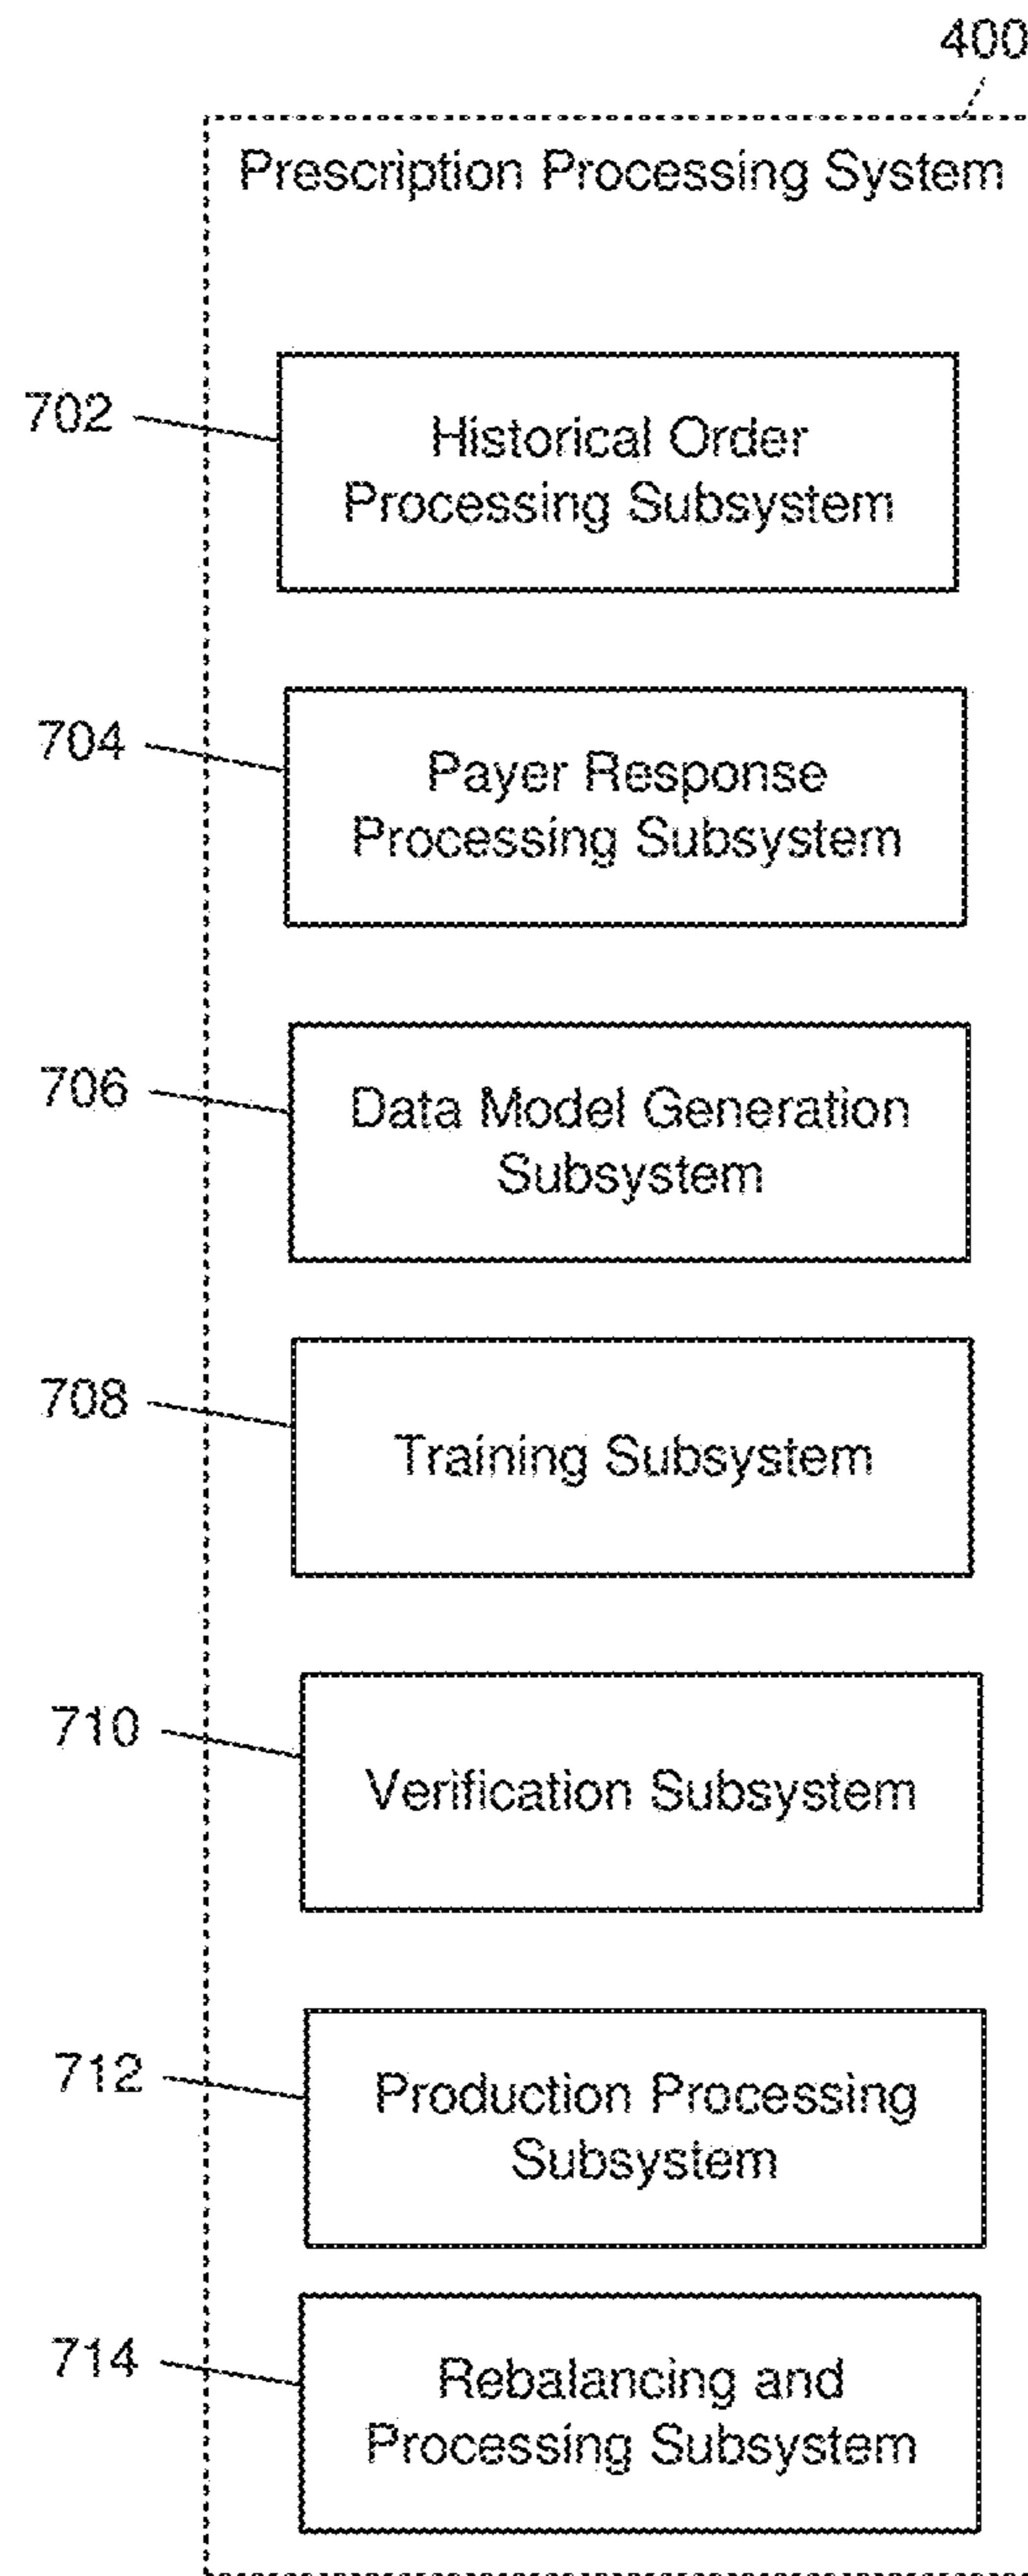 400
Prescription Processing System
702
Historical Order
Processing Subsystem
704
Payer Response
Processing Subsystem
706
Data Model Generation
Subsystem
708
Training Subsystem
710
Verification Subsystem
712
Production Processing
Subsystem
714
Rebalancing and
Processing Subsystem